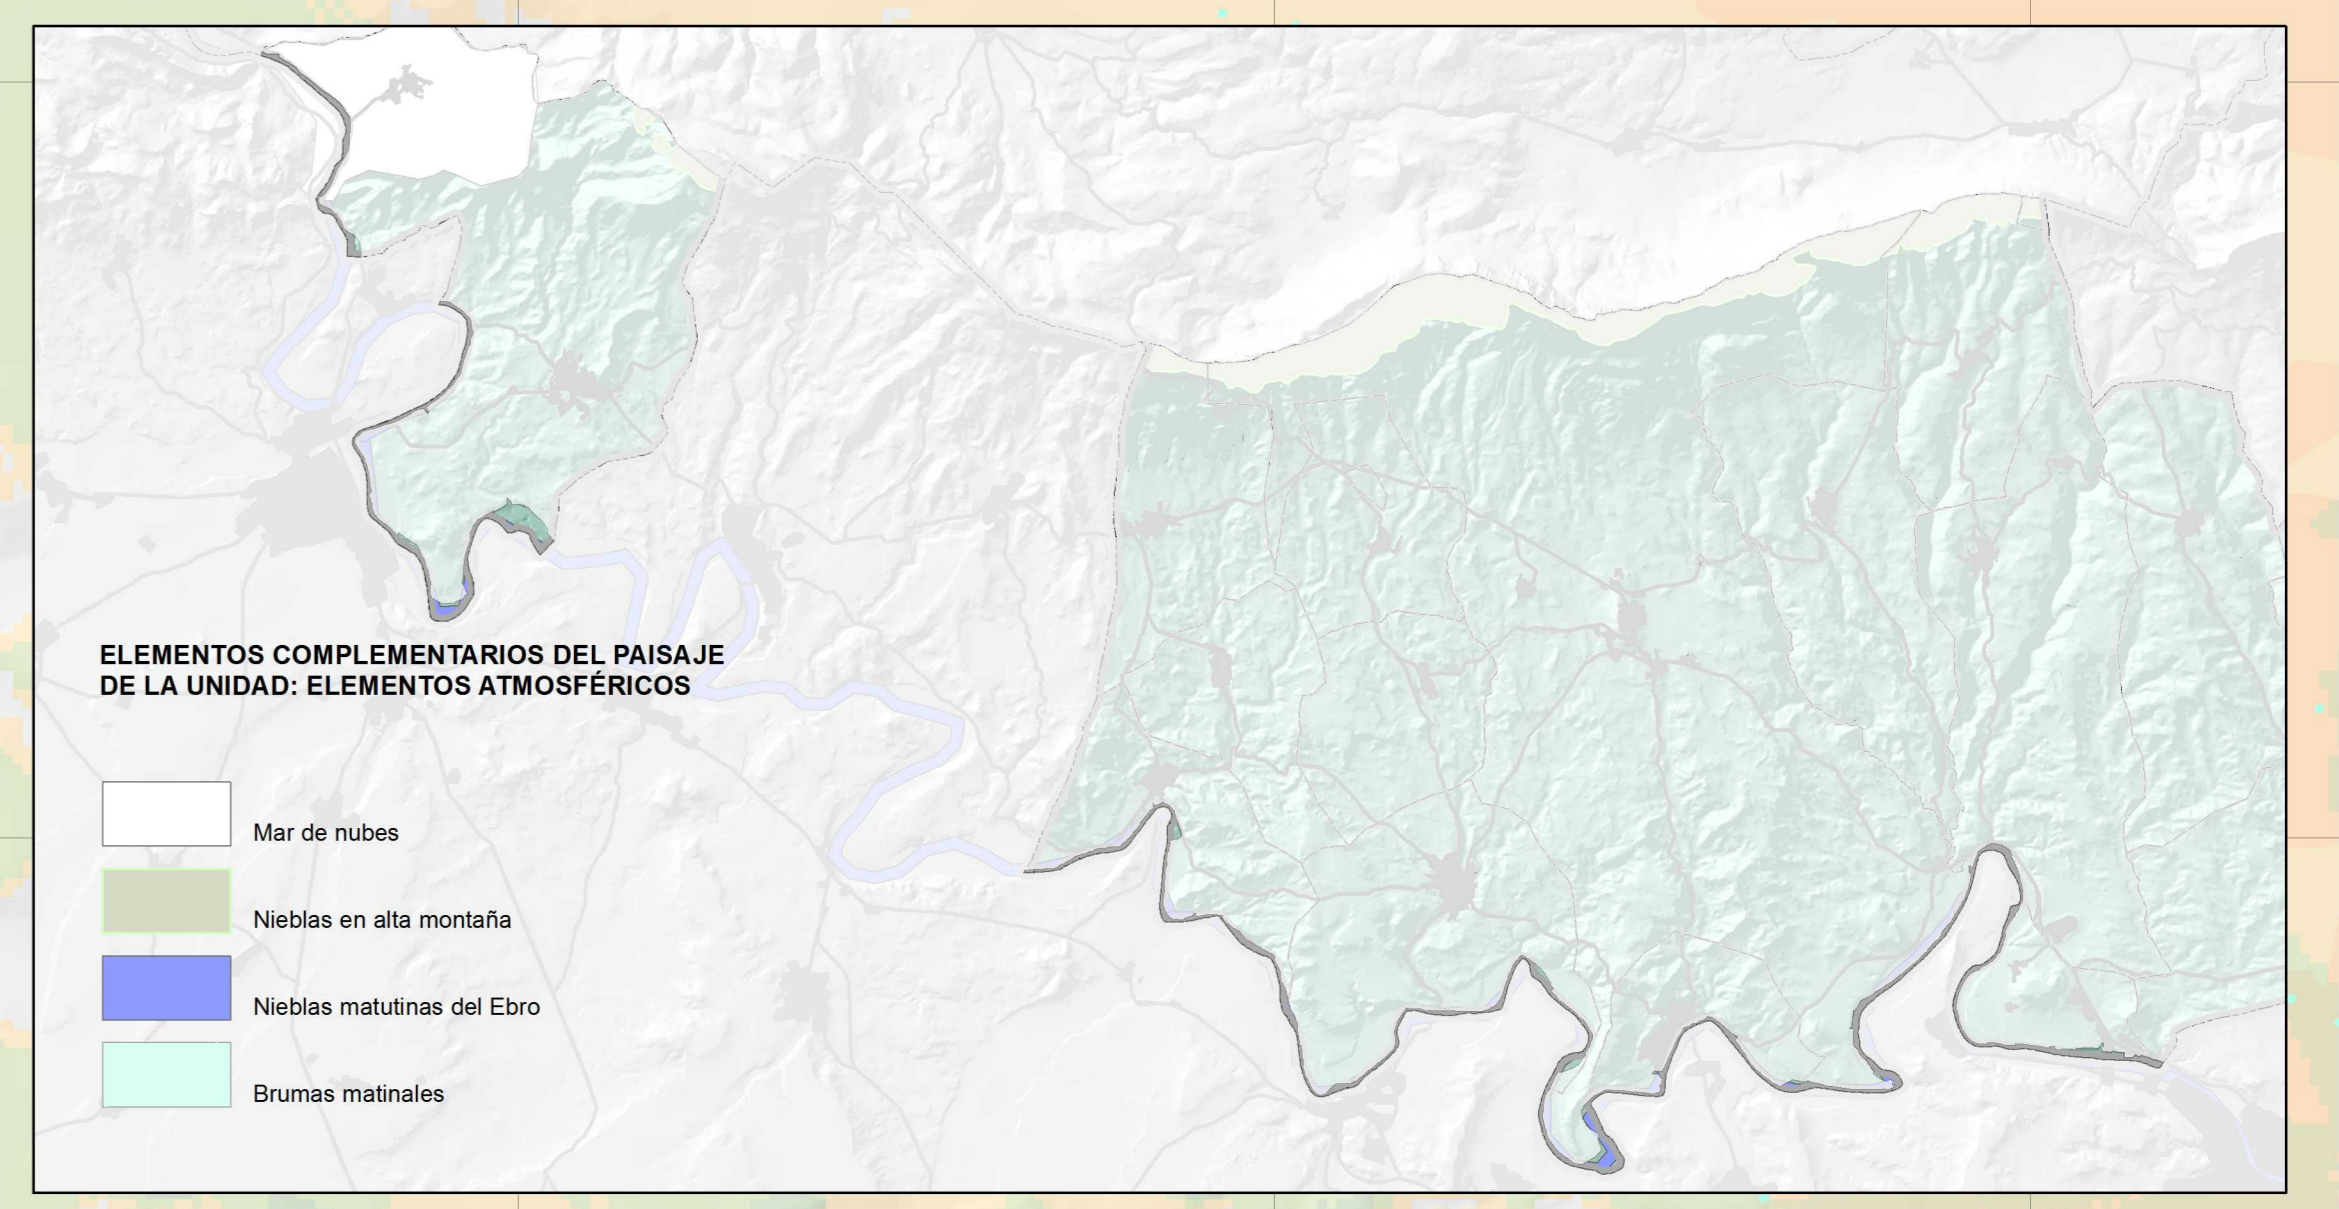 ELEMENTOS COMPLEMENTARIOS DEL PAISAJE
DE LA UNIDAD: ELEMENTOS ATMOSFÉRICOS
Mar de nubes
Nieblas en alta montaña
Nieblas matutinas del Ebro
Brumas matinales